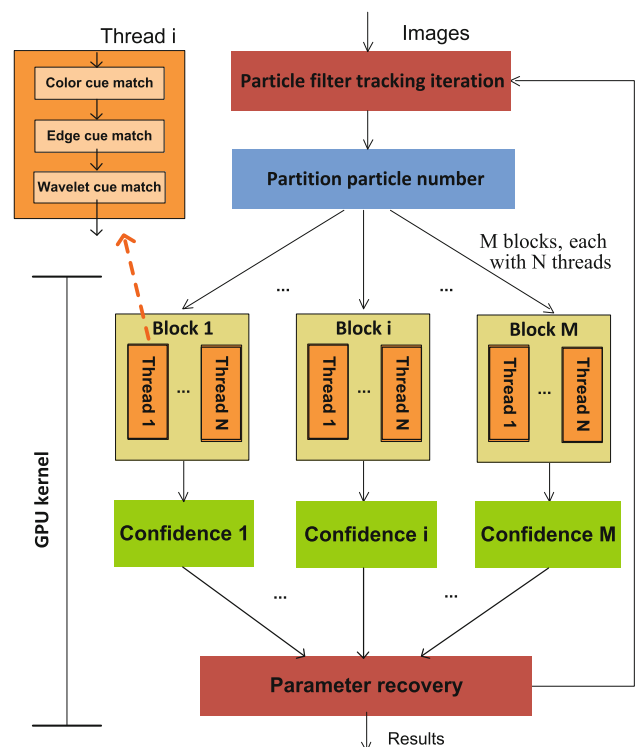 Thread i
Images
Color cue match
Edge cue match
Wavelet cue match
Particle filter tracking iteration
Partition particle number
M blocks, each
with N threads
... ...
Block 1
Block i
Block M
Thread 1 ... Thread N
Thread 1 ... Thread N
Thread 1 ... Thread N
GPU kernel
Confidence 1
Confidence i
Confidence M
... ...
Parameter recovery
Results